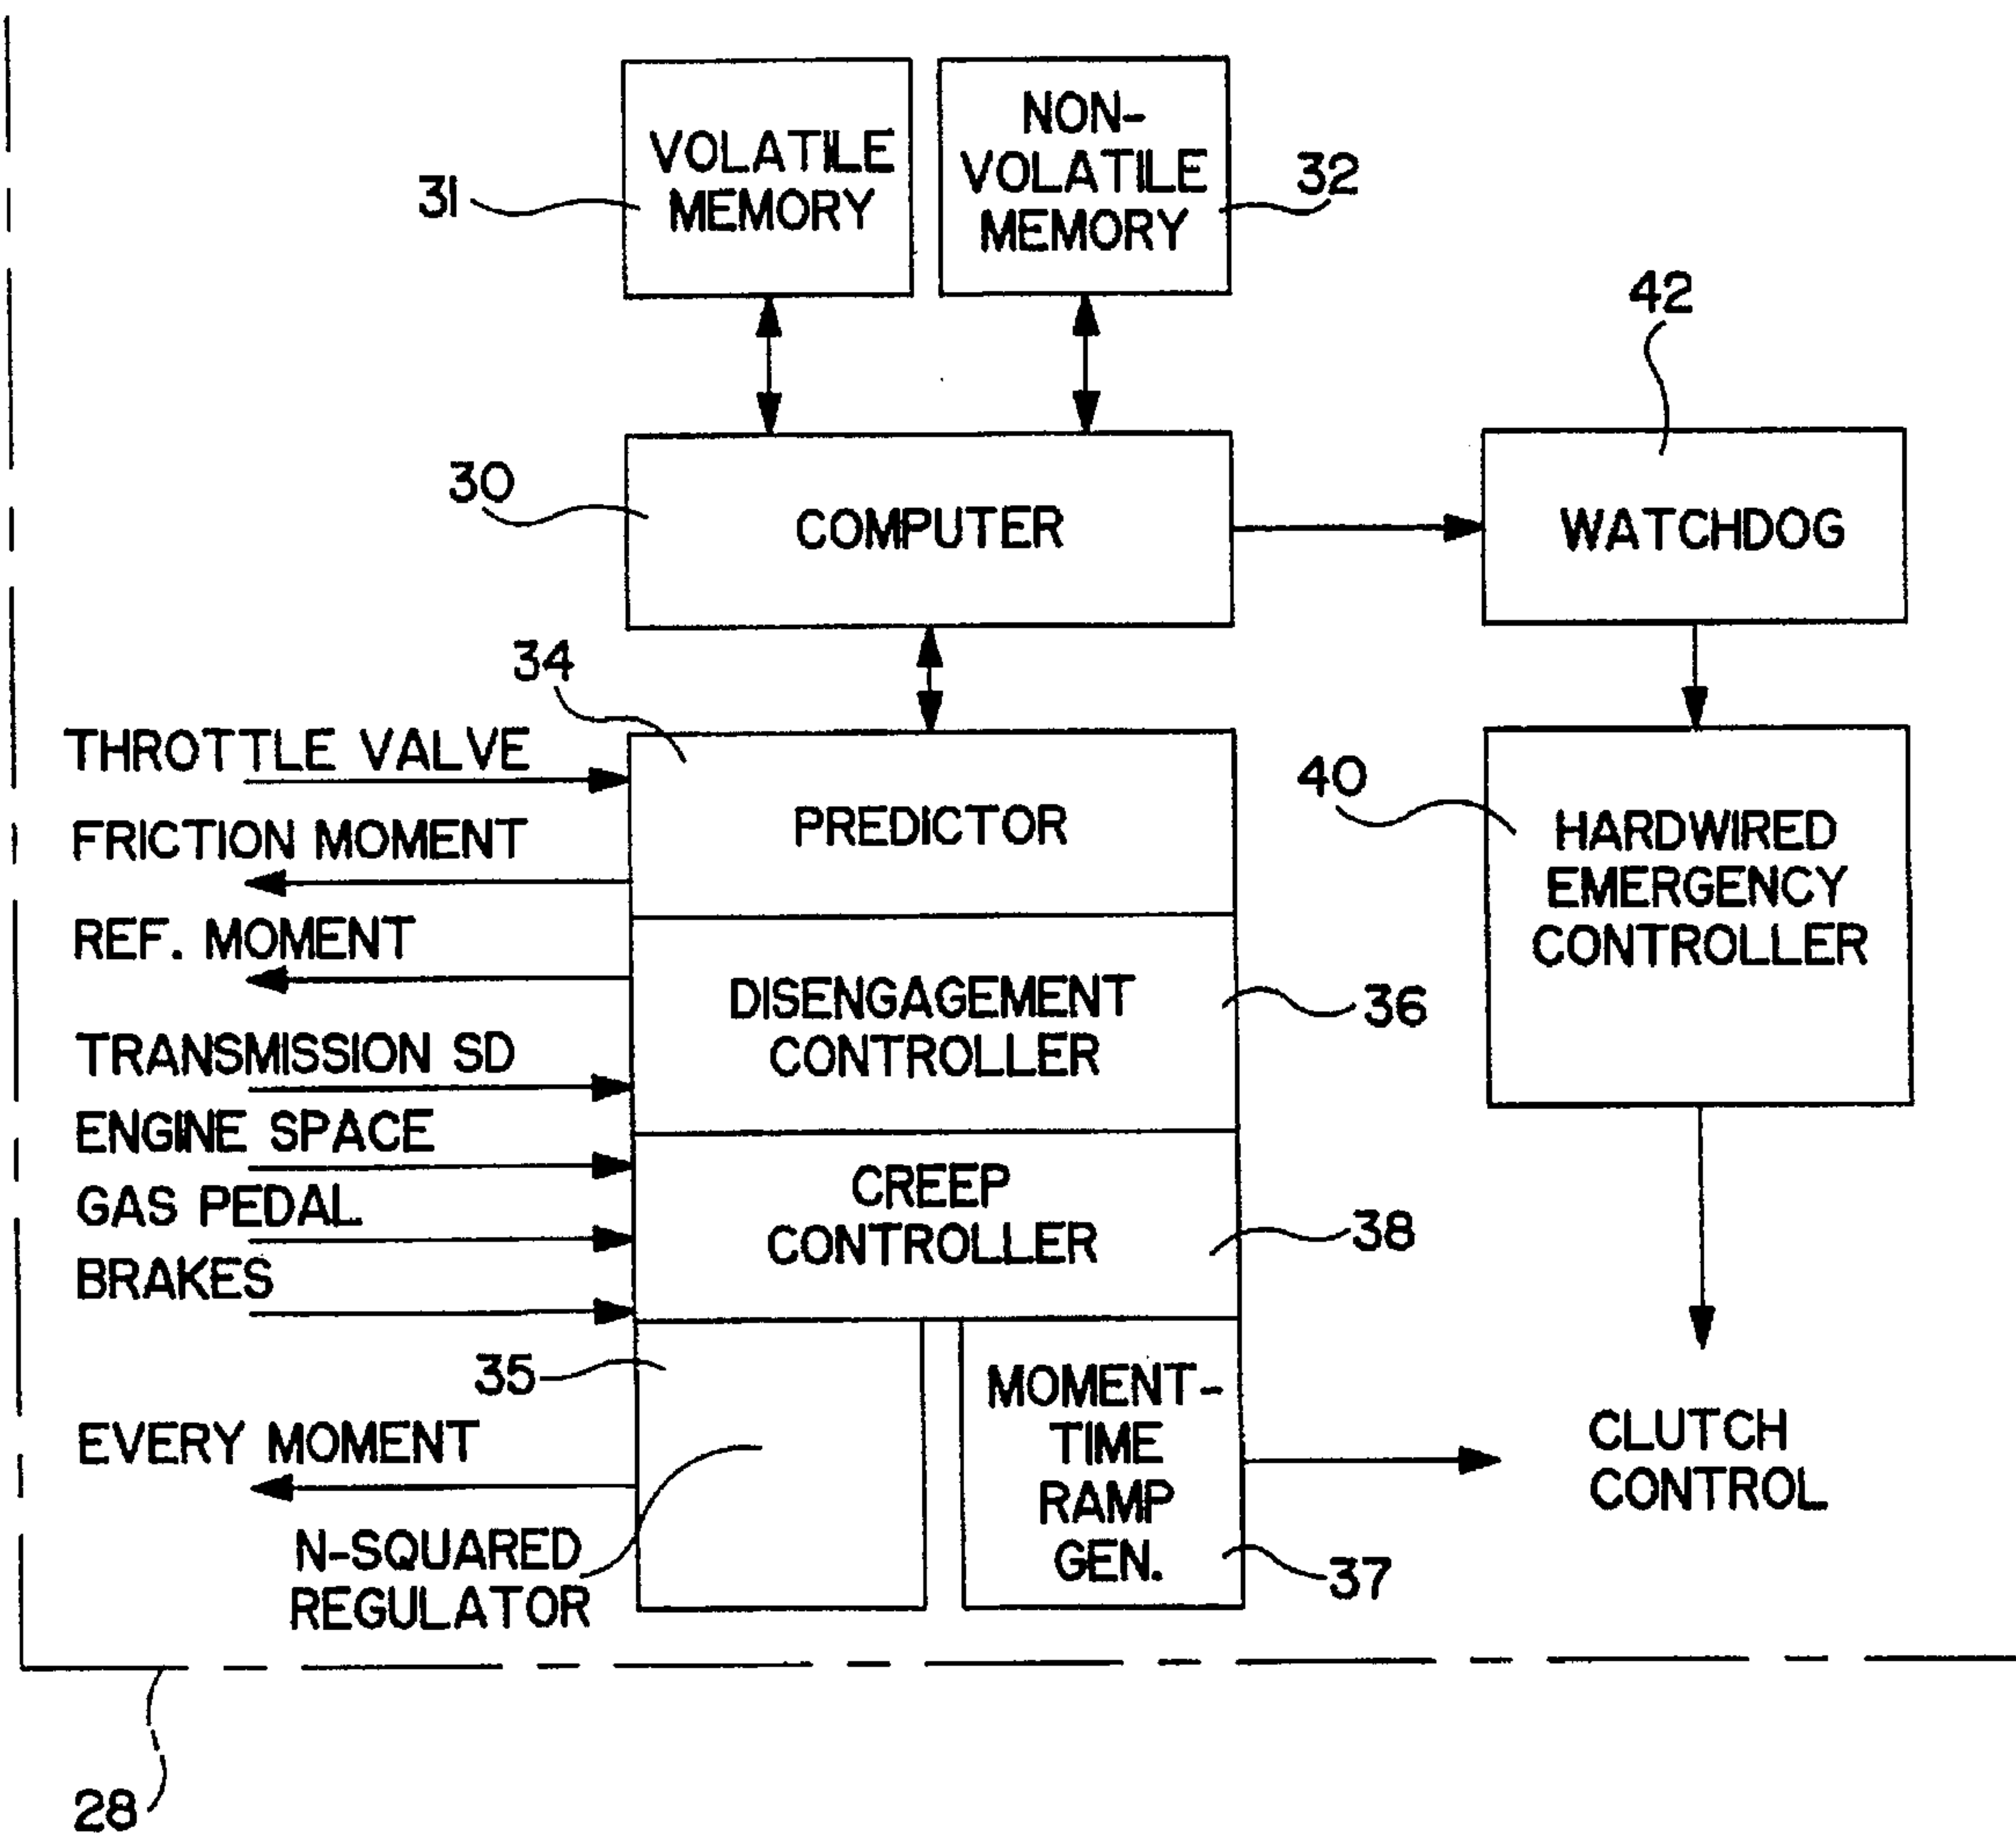 VOLATILE
MEMORY
31
NON-
VOLATILE
MEMORY
32
42
30
COMPUTER
WATCHDOG
34
THROTTLE VALVE
PREDICTOR
40
HARDWIRED
EMERGENCY
CONTROLLER
FRICTION MOMENT
REF. MOMENT
DISENGAGEMENT
CONTROLLER
36
TRANSMISSION SD
ENGINE SPACE
GAS PEDAL
BRAKES
CREEP
CONTROLLER
38
35
MOMENT-
TIME
RAMP
GEN.
37
EVERY MOMENT
N-SQUARED
REGULATOR
CLUTCH
CONTROL
28